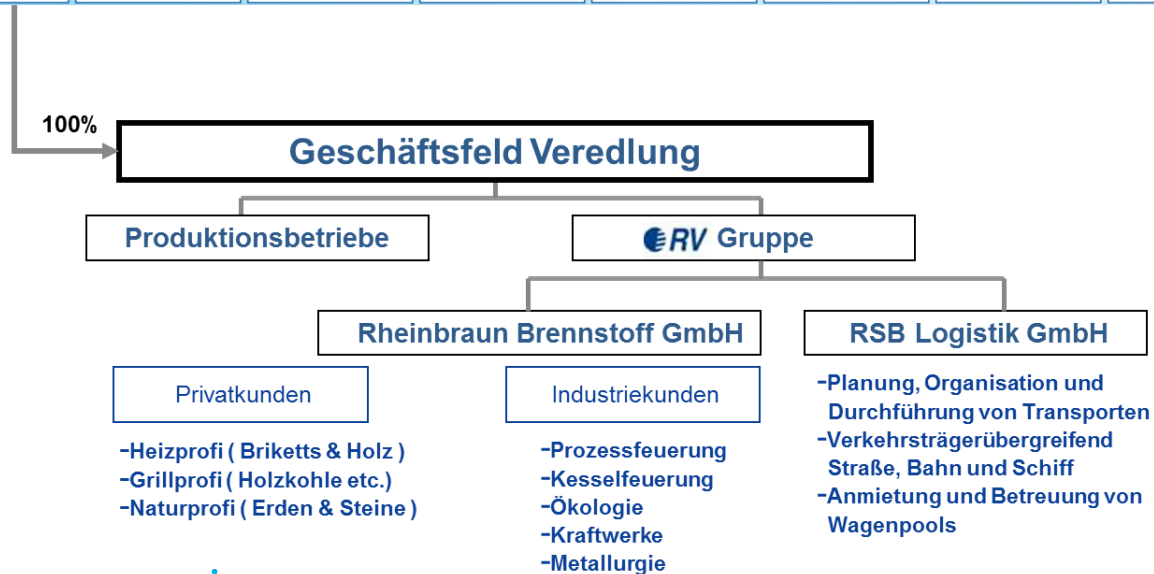 100%
Geschäftsfeld Veredlung
Produktionsbetriebe
RV Gruppe
Rheinbraun Brennstoff GmbH
RSB Logistik GmbH
Privatkunden
-Heizprofi ( Briketts & Holz )
-Grillprofi ( Holzkohle etc.)
-Naturprofi ( Erden & Steine )
Industriekunden
-Prozessfeuerung
-Kesselfeuerung
-Ökologie
-Kraftwerke
-Metallurgie
-Planung, Organisation und
Durchführung von Transporten
-Verkehrsträgerübergreifend
Straße, Bahn und Schiff
-Anmietung und Betreuung von
Wagenpools